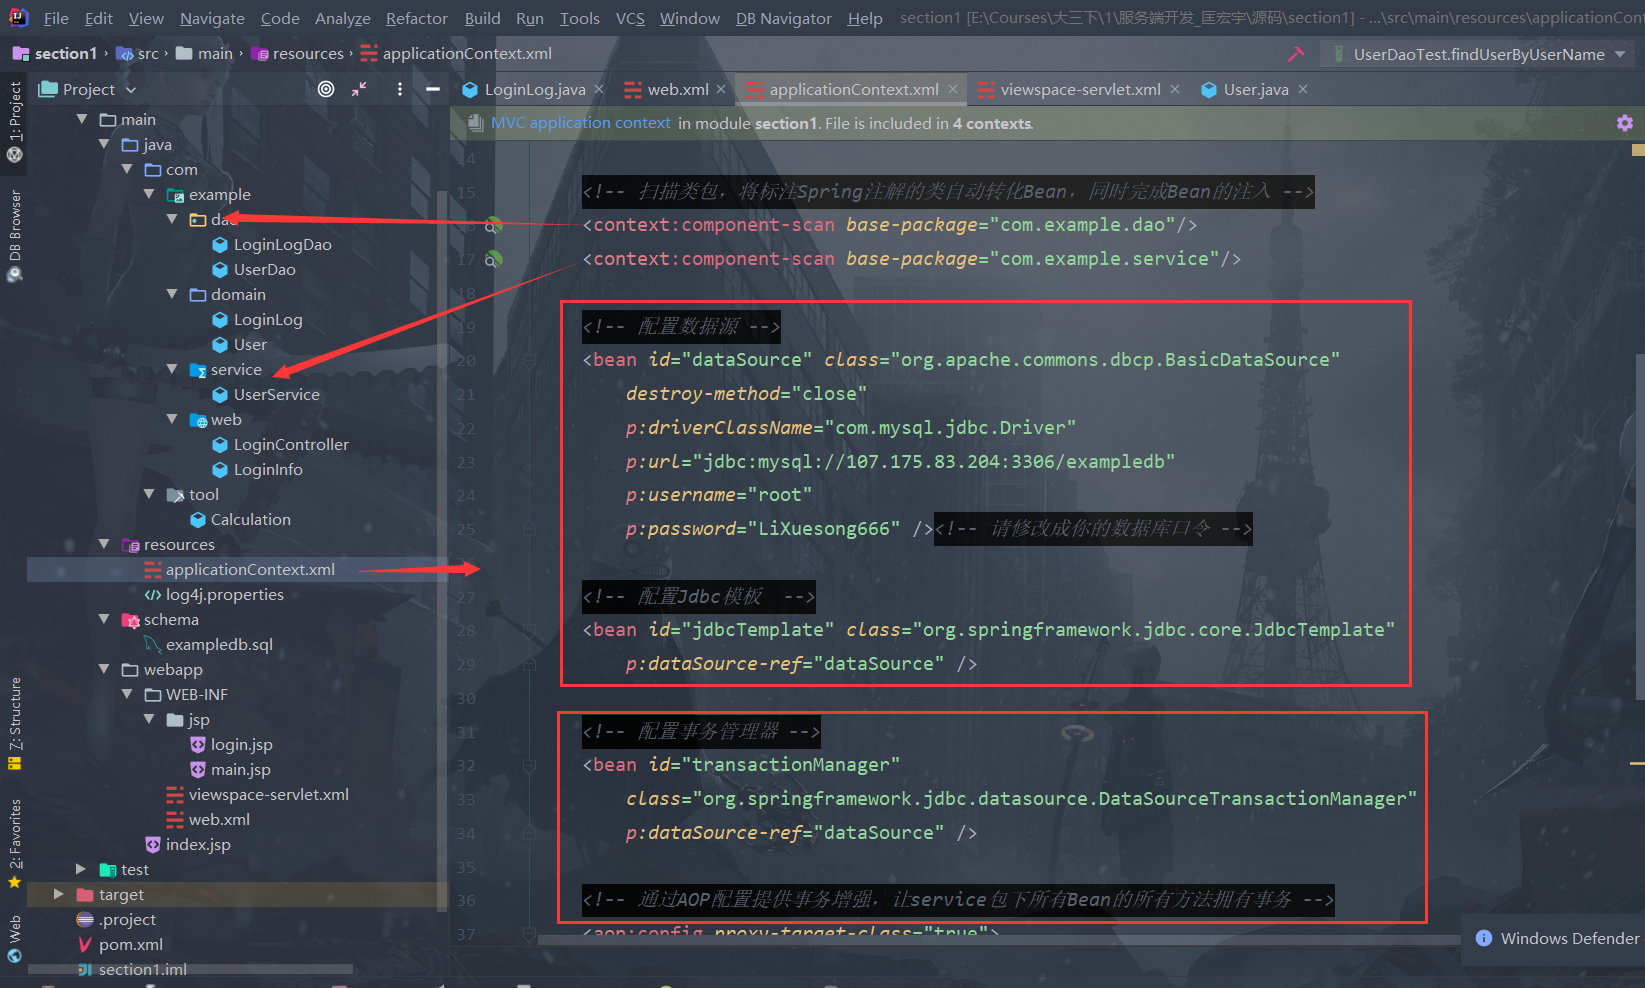 File Edit View Navigate Code Analyze Refactor Build Run Tools VCS Window DB Navigator Help section1 [E:\Courses\大三下\1\服务端开发_匡宏宇\源码\section1] - ...\src\main\resources\applicationCont
section1 › src › main › resources › applicationContext.xml UserDaoTest.findUserByUserName
Project
LoginLog.java × web.xml × applicationContext.xml × viewspace-servlet.xml × User.java ×
MVC application context in module section1. File is included in 4 contexts.
1: Project
DB Browser
7: Structure
2: Favorites
Web
main
java
com
example
dao
LoginLogDao
UserDao
domain
LoginLog
User
service
UserService
web
LoginController
LoginInfo
tool
Calculation
resources
applicationContext.xml
log4j.properties
schema
exampledb.sql
webapp
WEB-INF
jsp
login.jsp
main.jsp
viewspace-servlet.xml
web.xml
index.jsp
test
target
.project
pom.xml
section1.iml
14
15 <!-- 扫描类包，将标注Spring注解的类自动转化Bean，同时完成Bean的注入 -->
16 <context:component-scan base-package="com.example.dao"/>
17 <context:component-scan base-package="com.example.service"/>
18
19 <!-- 配置数据源 -->
20 <bean id="dataSource" class="org.apache.commons.dbcp.BasicDataSource"
21 destroy-method="close"
22 p:driverClassName="com.mysql.jdbc.Driver"
23 p:url="jdbc:mysql://107.175.83.204:3306/exampledb"
24 p:username="root"
25 p:password="LiXuesong666" /><!-- 请修改成你的数据库口令 -->
26
27 <!-- 配置Jdbc模板 -->
28 <bean id="jdbcTemplate" class="org.springframework.jdbc.core.JdbcTemplate"
29 p:dataSource-ref="dataSource" />
30
31 <!-- 配置事务管理器 -->
32 <bean id="transactionManager"
33 class="org.springframework.jdbc.datasource.DataSourceTransactionManager"
34 p:dataSource-ref="dataSource" />
35
36 <!-- 通过AOP配置提供事务增强，让service包下所有Bean的所有方法拥有事务 -->
37 <aop:config proxy-target-class="true">
Windows Defender